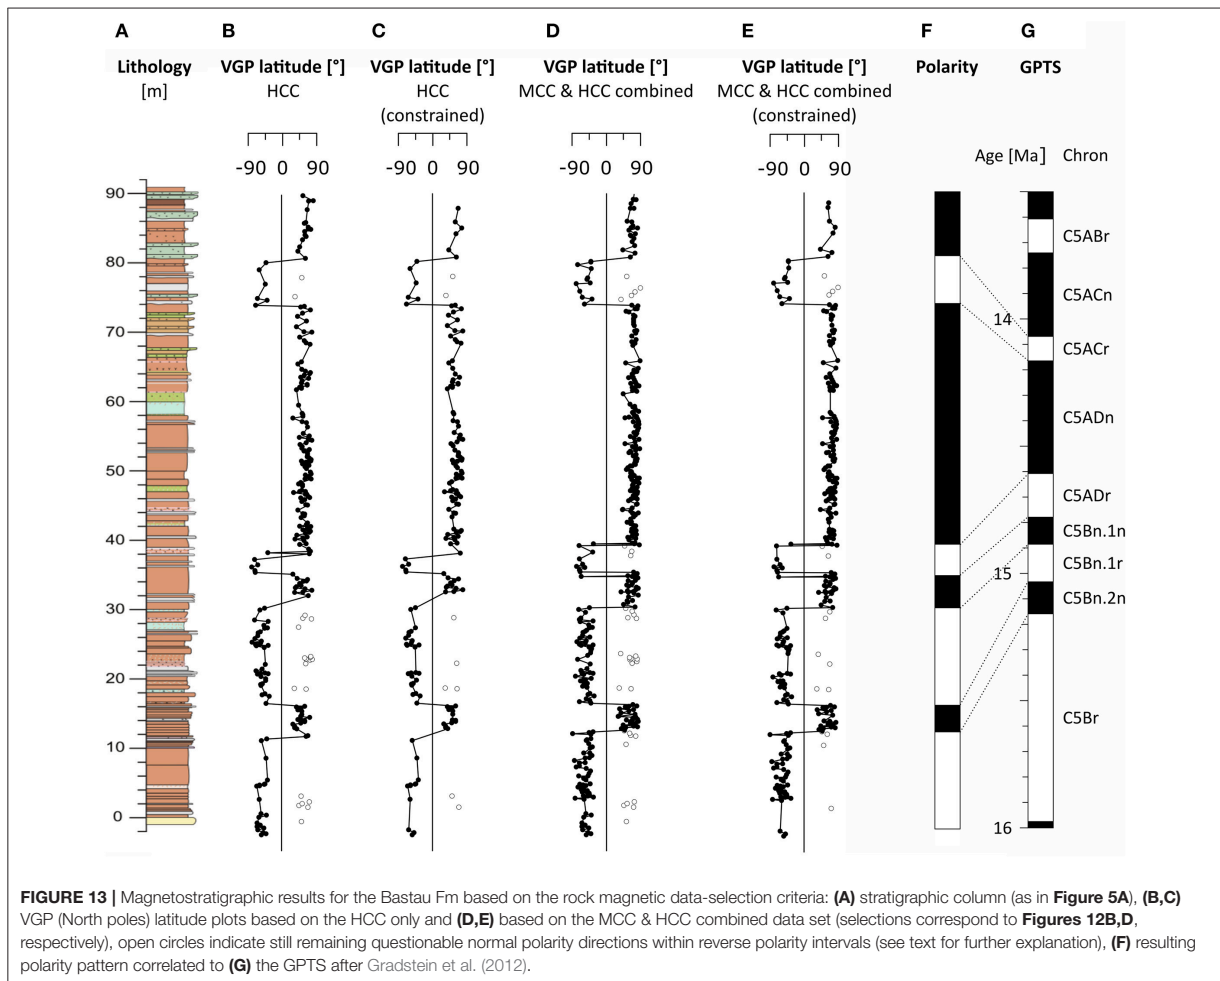 A B C D E F G
Lithology VGP latitude [°] VGP latitude [°] VGP latitude [°] VGP latitude [°] Polarity GPTS
[m] HCC HCC MCC & HCC combined MCC & HCC combined
(constrained) (constrained)
-90 0 90 -90 0 90 -90 0 90 -90 0 90
Age [Ma] Chron
90
80
70
60
50
40
30
20
10
0
C5ABr
C5ACn
14
C5ACr
C5ADn
C5ADr
C5Bn.1n
C5Bn.1r
15
C5Bn.2n
C5Br
16
FIGURE 13 | Magnetostratigraphic results for the Bastau Fm based on the rock magnetic data-selection criteria: (A) stratigraphic column (as in Figure 5A), (B,C)
VGP (North poles) latitude plots based on the HCC only and (D,E) based on the MCC & HCC combined data set (selections correspond to Figures 12B,D,
respectively), open circles indicate still remaining questionable normal polarity directions within reverse polarity intervals (see text for further explanation), (F) resulting
polarity pattern correlated to (G) the GPTS after Gradstein et al. (2012).